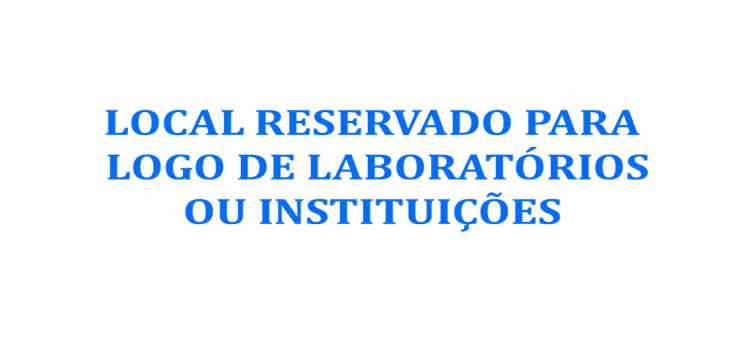 LOCAL RESERVADO PARA
LOGO DE LABORATÓRIOS
OU INSTITUIÇÕES